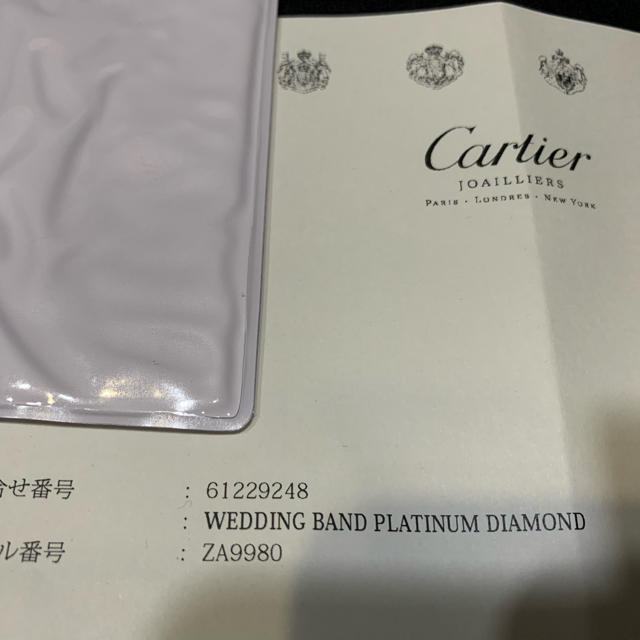 Cartier
JOAILLIERS
PARIS · LONDRES · NEW YORK
合せ番号 : 61229248
: WEDDING BAND PLATINUM DIAMOND
ル番号 : ZA9980